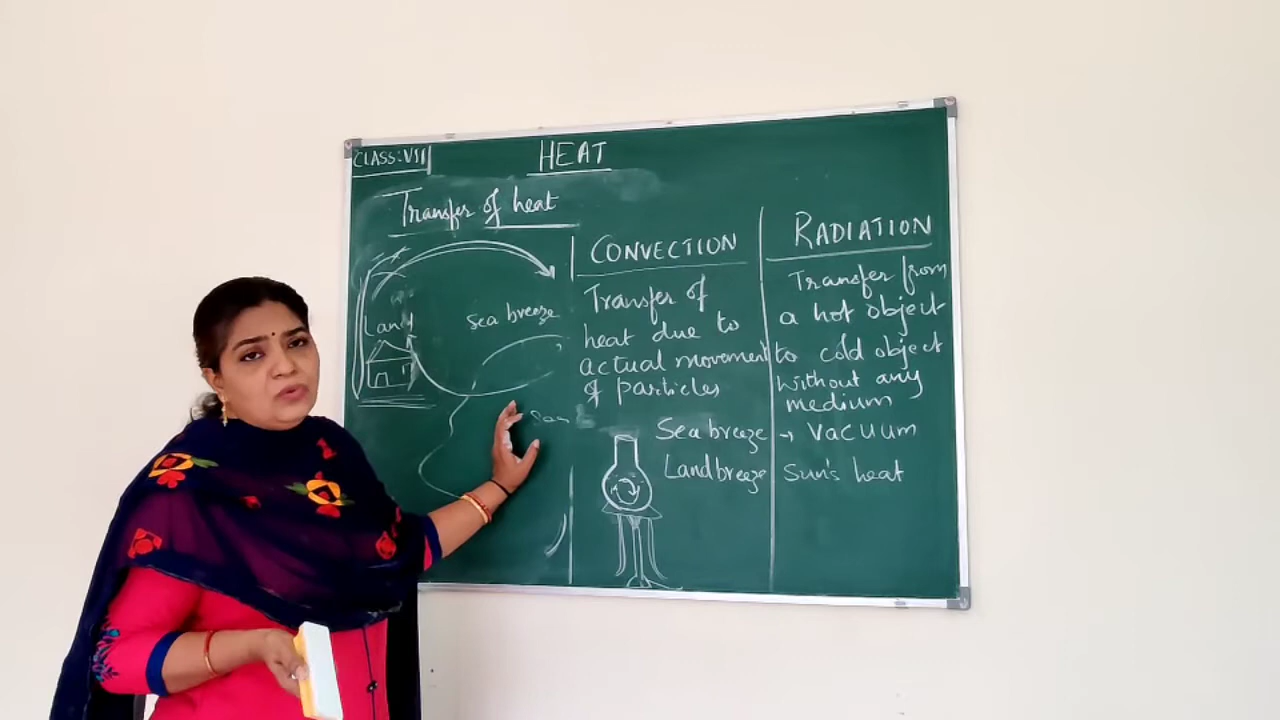 CLASS: VII
HEAT
Transfer of heat
Land
Sea breeze
CONVECTION
Transfer of
heat due to
actual movement
of particles
Sea breeze
Land breeze
RADIATION
Transfer from
a hot object
to cold object
without any
medium
→ Vacuum
Sun's heat